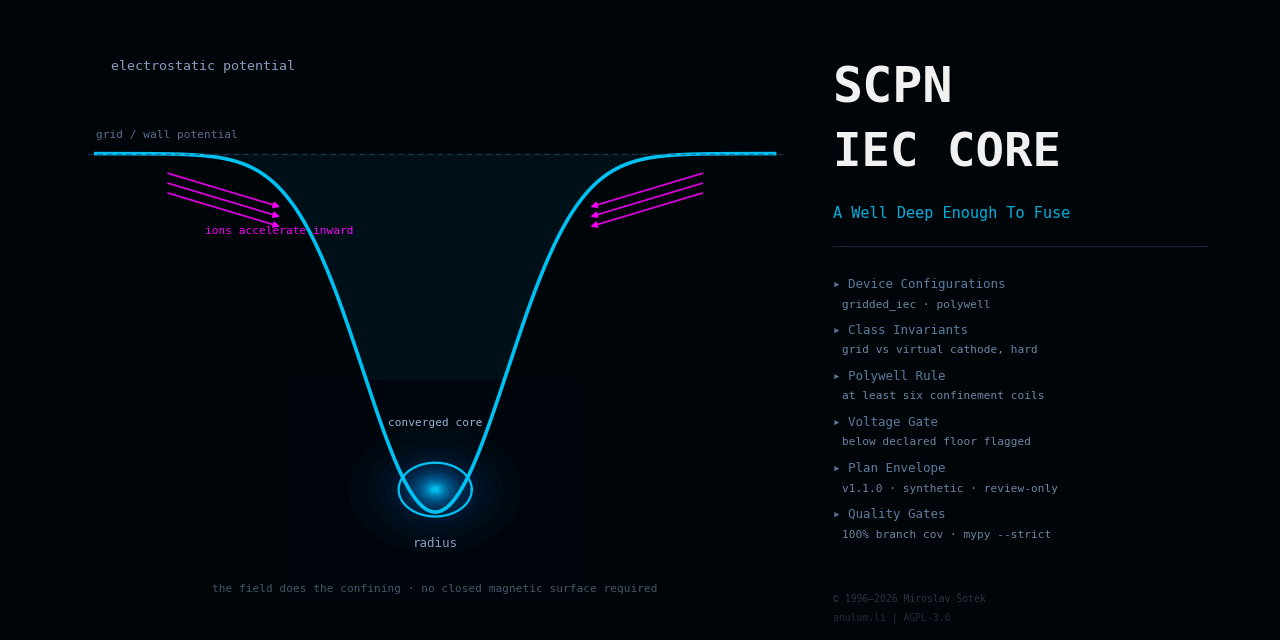 electrostatic potential
grid / wall potential
ions accelerate inward
converged core
radius
the field does the confining · no closed magnetic surface required
SCPN
IEC CORE
A Well Deep Enough To Fuse
▸ Device Configurations
gridded_iec · polywell
▸ Class Invariants
grid vs virtual cathode, hard
▸ Polywell Rule
at least six confinement coils
▸ Voltage Gate
below declared floor flagged
▸ Plan Envelope
v1.1.0 · synthetic · review-only
▸ Quality Gates
100% branch cov · mypy --strict
© 1996–2026 Miroslav Šotek
anulum.li | AGPL-3.0